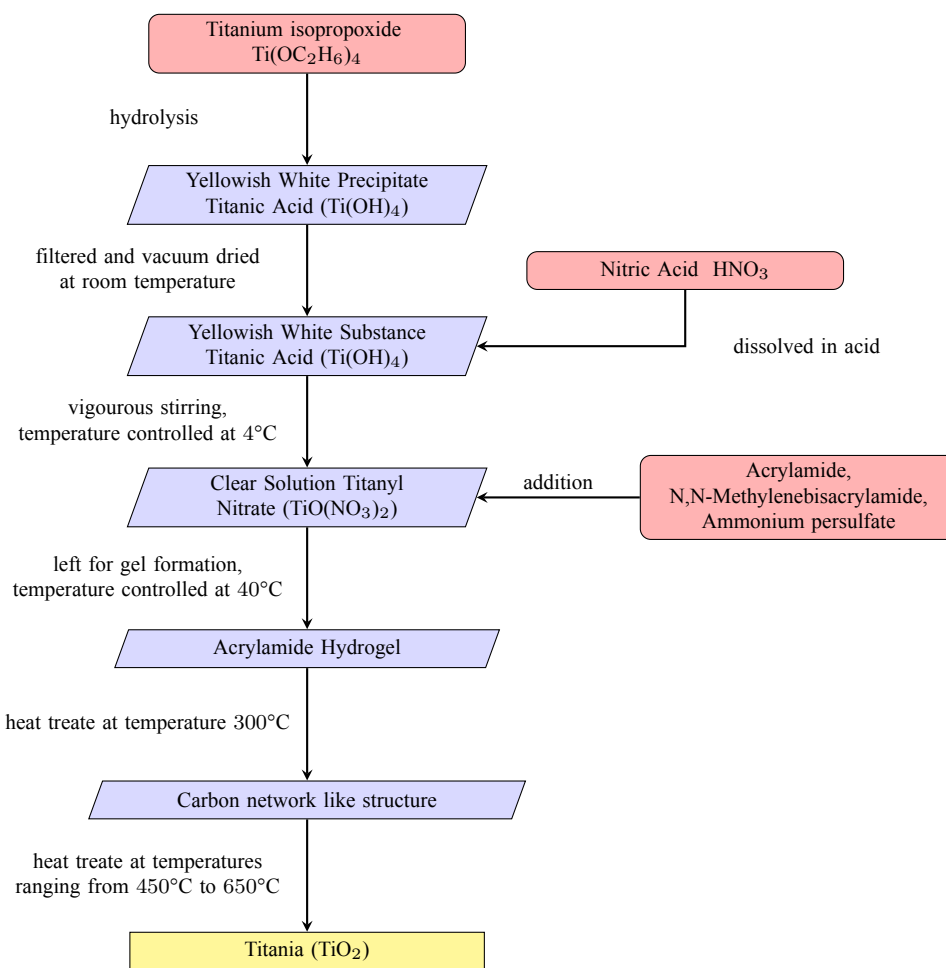 Titanium isopropoxide
Ti(OC₂H₆)₄
hydrolysis
Yellowish White Precipitate
Titanic Acid (Ti(OH)₄)
filtered and vacuum dried
at room temperature
Nitric Acid HNO₃
Yellowish White Substance
Titanic Acid (Ti(OH)₄)
dissolved in acid
vigourous stirring,
temperature controlled at 4°C
Clear Solution Titanyl
Nitrate (TiO(NO₃)₂)
addition
Acrylamide,
N,N-Methylenebisacrylamide,
Ammonium persulfate
left for gel formation,
temperature controlled at 40°C
Acrylamide Hydrogel
heat treate at temperature 300°C
Carbon network like structure
heat treate at temperatures
ranging from 450°C to 650°C
Titania (TiO₂)